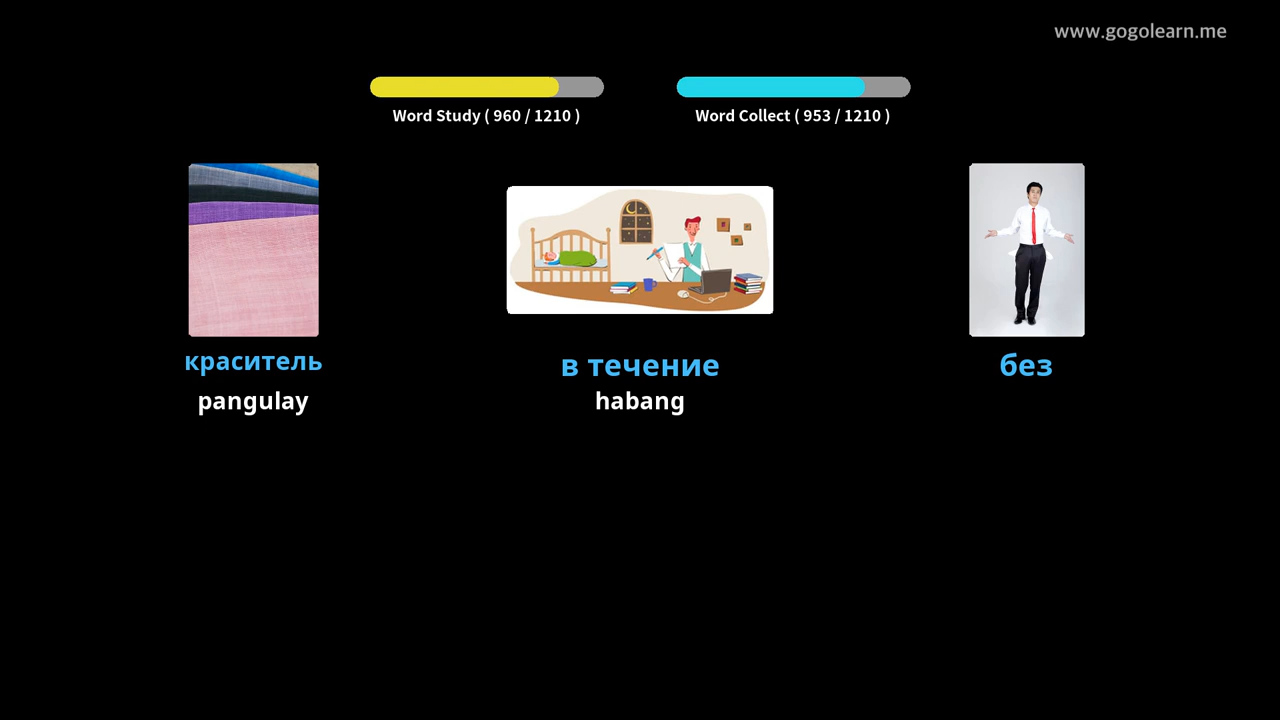 www.gogolearn.me
Word Study ( 960 / 1210 )
Word Collect ( 953 / 1210 )
краситель
pangulay
в течение
habang
без